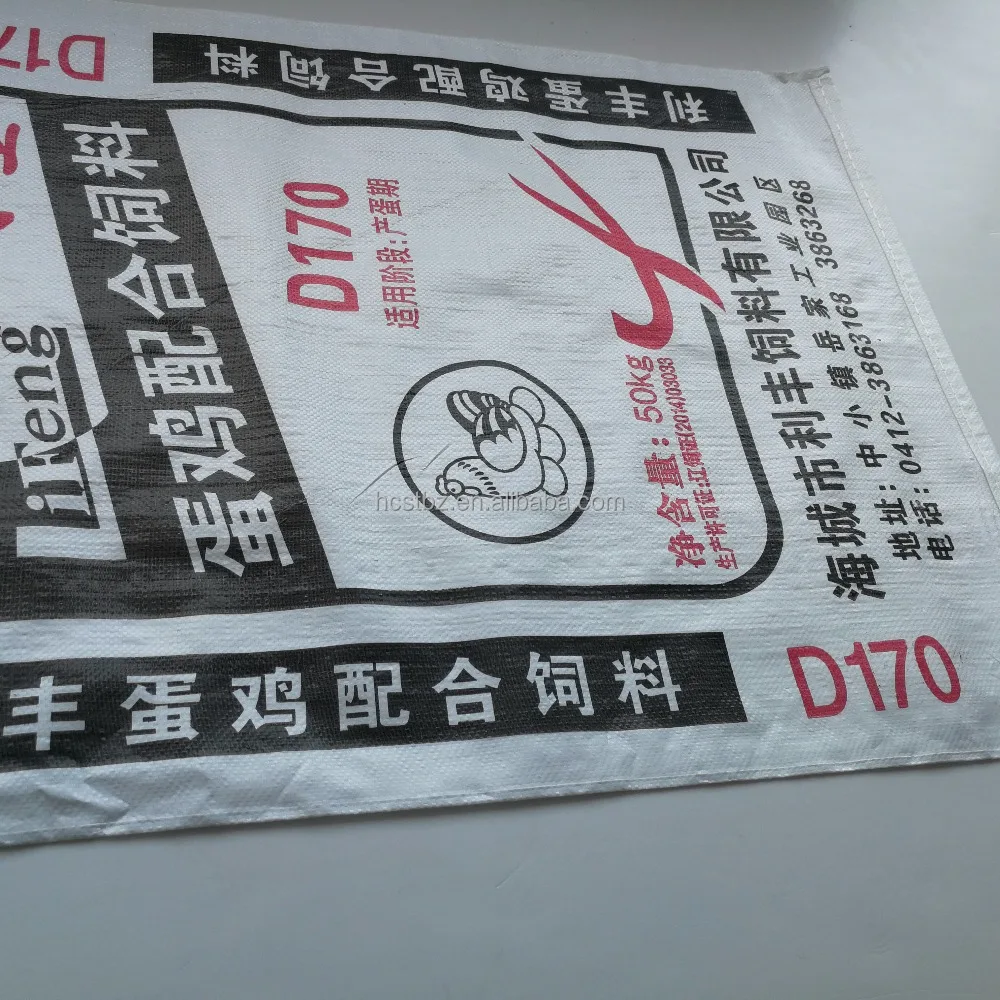 D17
利丰蛋鸡配合饲料
LiFeng
蛋鸡配合饲料
D170
适用阶段:产蛋期
净含量:50kg
生产许可证:辽饲证(2014)03033
海城市利丰饲料有限公司
地址:中小镇岳家工业园区
电话:0412-3863168 3863268
丰蛋鸡配合饲料
D170
hcstbz.en.alibaba.com